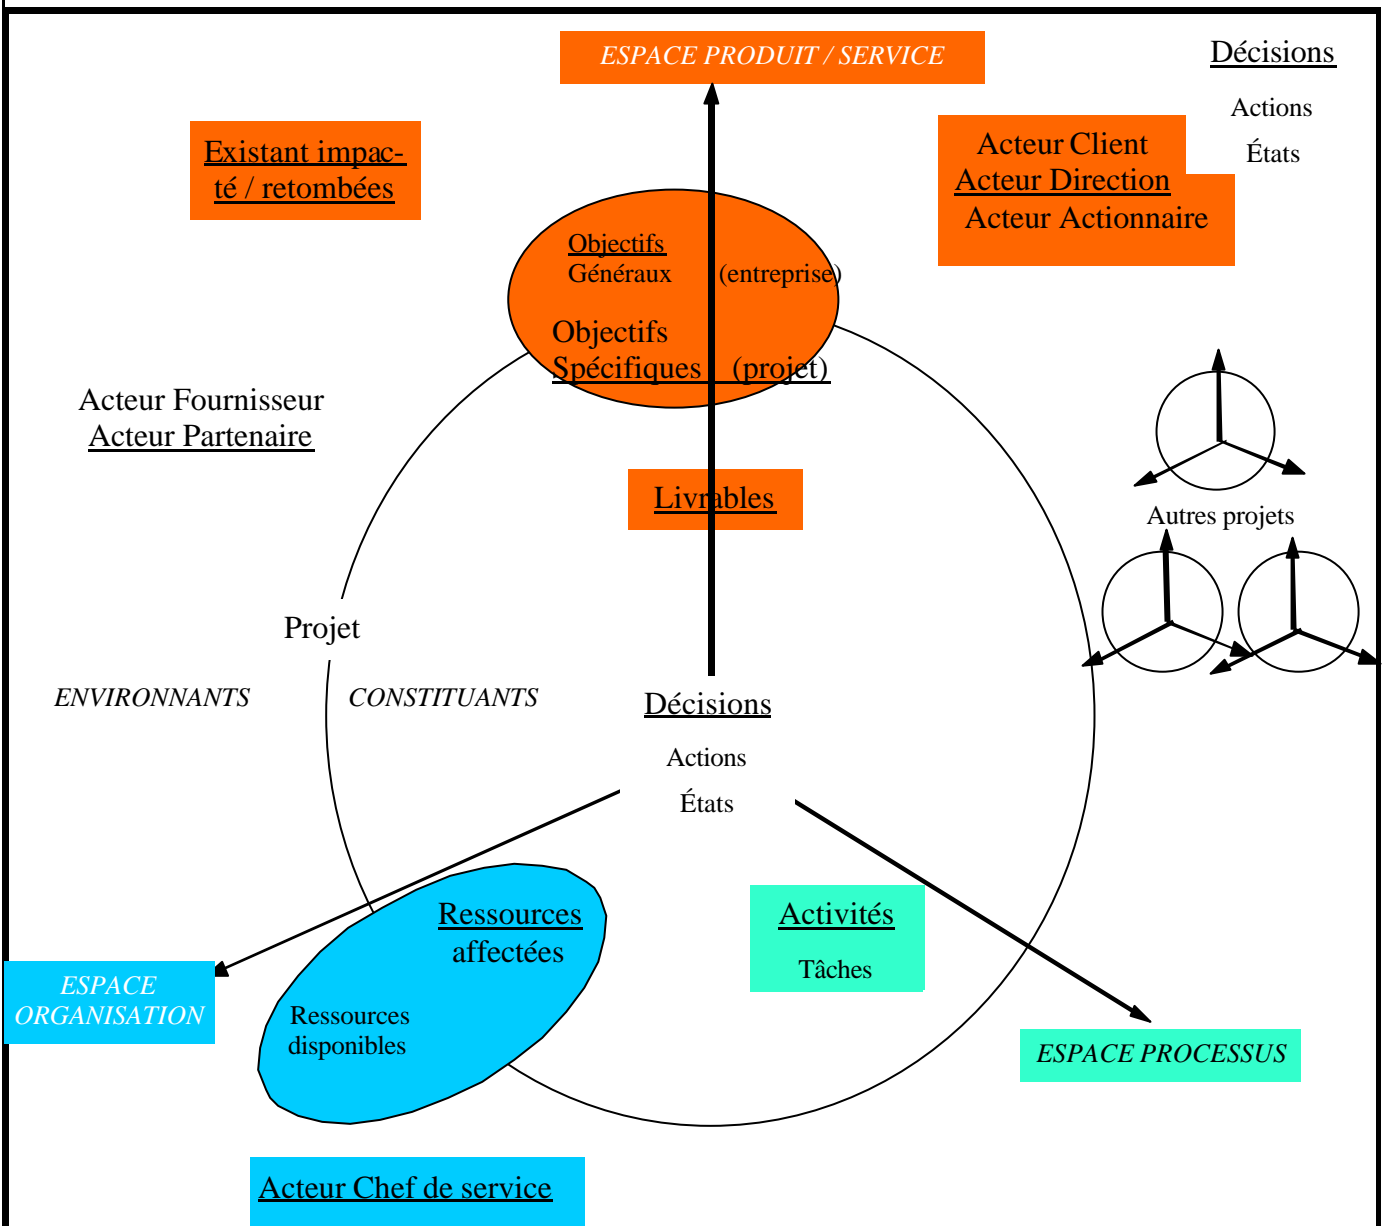 ESPACE PRODUIT / SERVICE
Décisions
Actions
États
Existant impac-
té / retombées
Acteur Client
Acteur Direction
Acteur Actionnaire
Objectifs
Généraux (entreprise)
Objectifs
Spécifiques (projet)
Acteur Fournisseur
Acteur Partenaire
Livrables
Autres projets
Projet
ENVIRONNANTS
CONSTITUANTS
Décisions
Actions
États
Ressources
affectées
Ressources
disponibles
Activités
Tâches
ESPACE
ORGANISATION
ESPACE PROCESSUS
Acteur Chef de service